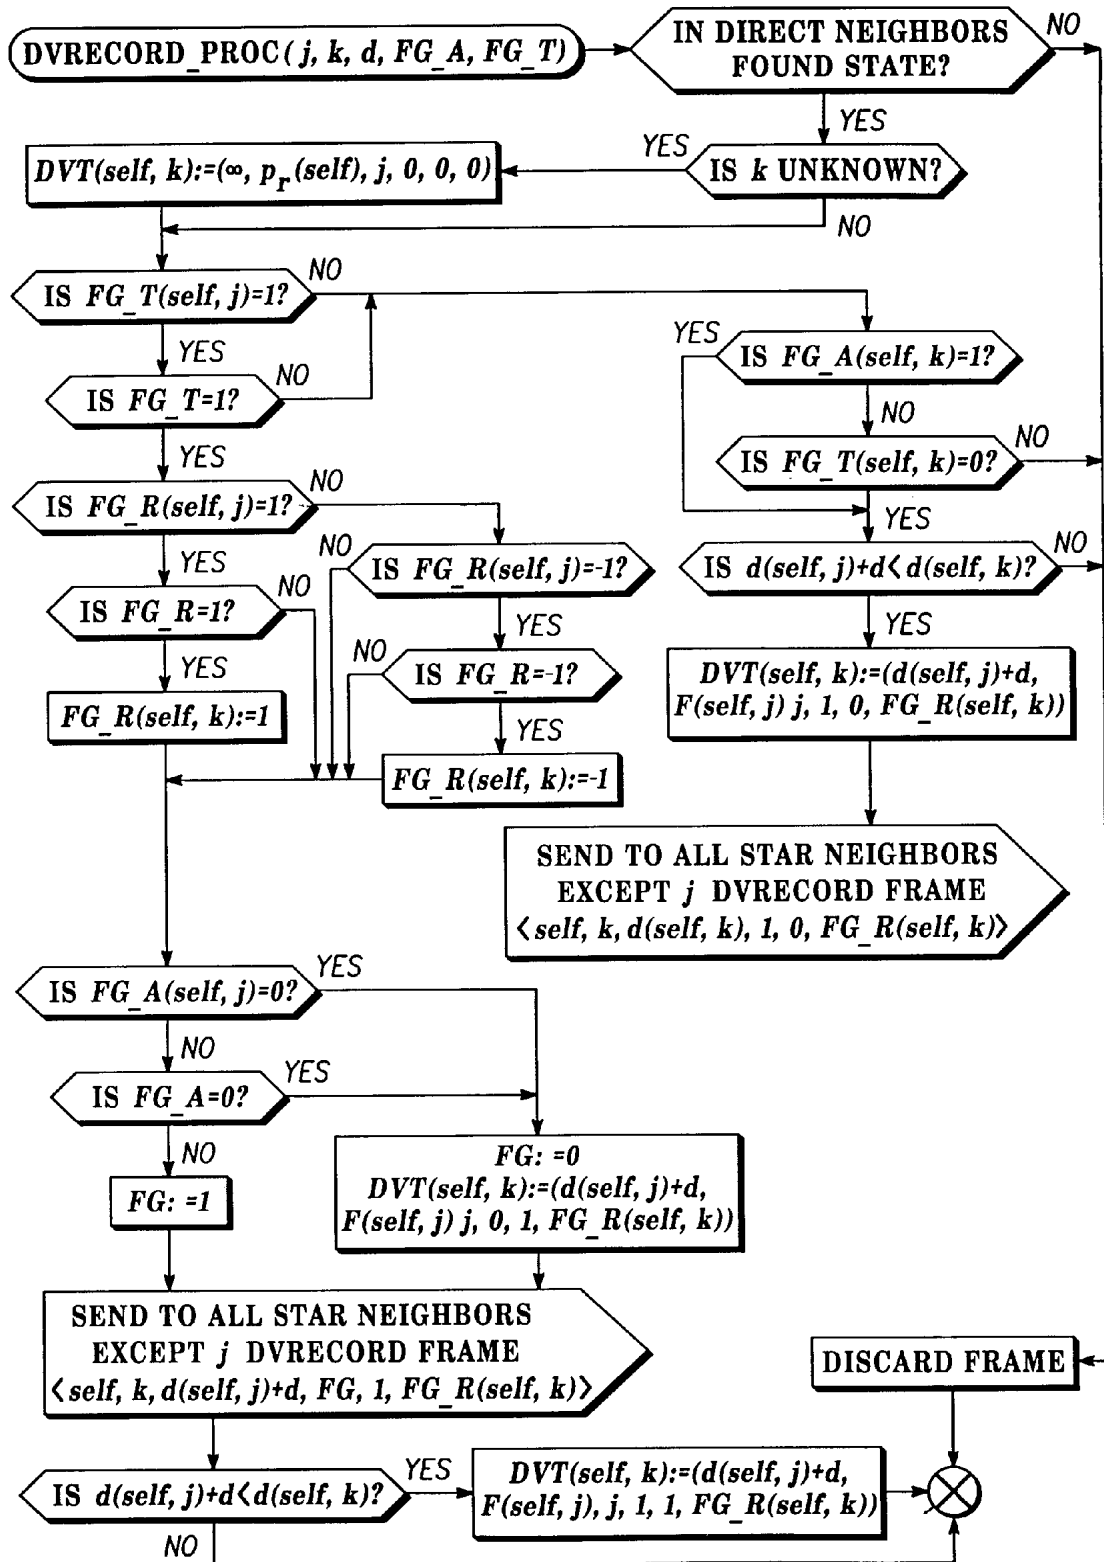 DVRECORD_PROC(j, k, d, FG_A, FG_T)
IN DIRECT NEIGHBORS
FOUND STATE?
NO
YES
IS k UNKNOWN?
YES
DVT(self, k):=(∞, p_r(self), j, 0, 0, 0)
NO
IS FG_T(self, j)=1?
NO
YES
IS FG_T=1?
NO
YES
IS FG_A(self, k)=1?
YES
NO
IS FG_T(self, k)=0?
NO
YES
IS FG_R(self, j)=1?
NO
YES
IS FG_R(self, j)=-1?
NO
YES
IS d(self, j)+d<d(self, k)?
NO
YES
IS FG_R=1?
NO
YES
IS FG_R=-1?
NO
YES
DVT(self, k):=(d(self, j)+d,
F(self, j) j, 1, 0, FG_R(self, k))
FG_R(self, k):=1
FG_R(self, k):=-1
SEND TO ALL STAR NEIGHBORS
EXCEPT j DVRECORD FRAME
<self, k, d(self, k), 1, 0, FG_R(self, k)>
IS FG_A(self, j)=0?
YES
NO
IS FG_A=0?
YES
NO
FG: =1
FG: =0
DVT(self, k):=(d(self, j)+d,
F(self, j) j, 0, 1, FG_R(self, k))
SEND TO ALL STAR NEIGHBORS
EXCEPT j DVRECORD FRAME
<self, k, d(self, j)+d, FG, 1, FG_R(self, k)>
DISCARD FRAME
IS d(self, j)+d<d(self, k)?
YES
NO
DVT(self, k):=(d(self, j)+d,
F(self, j), j, 1, 1, FG_R(self, k))